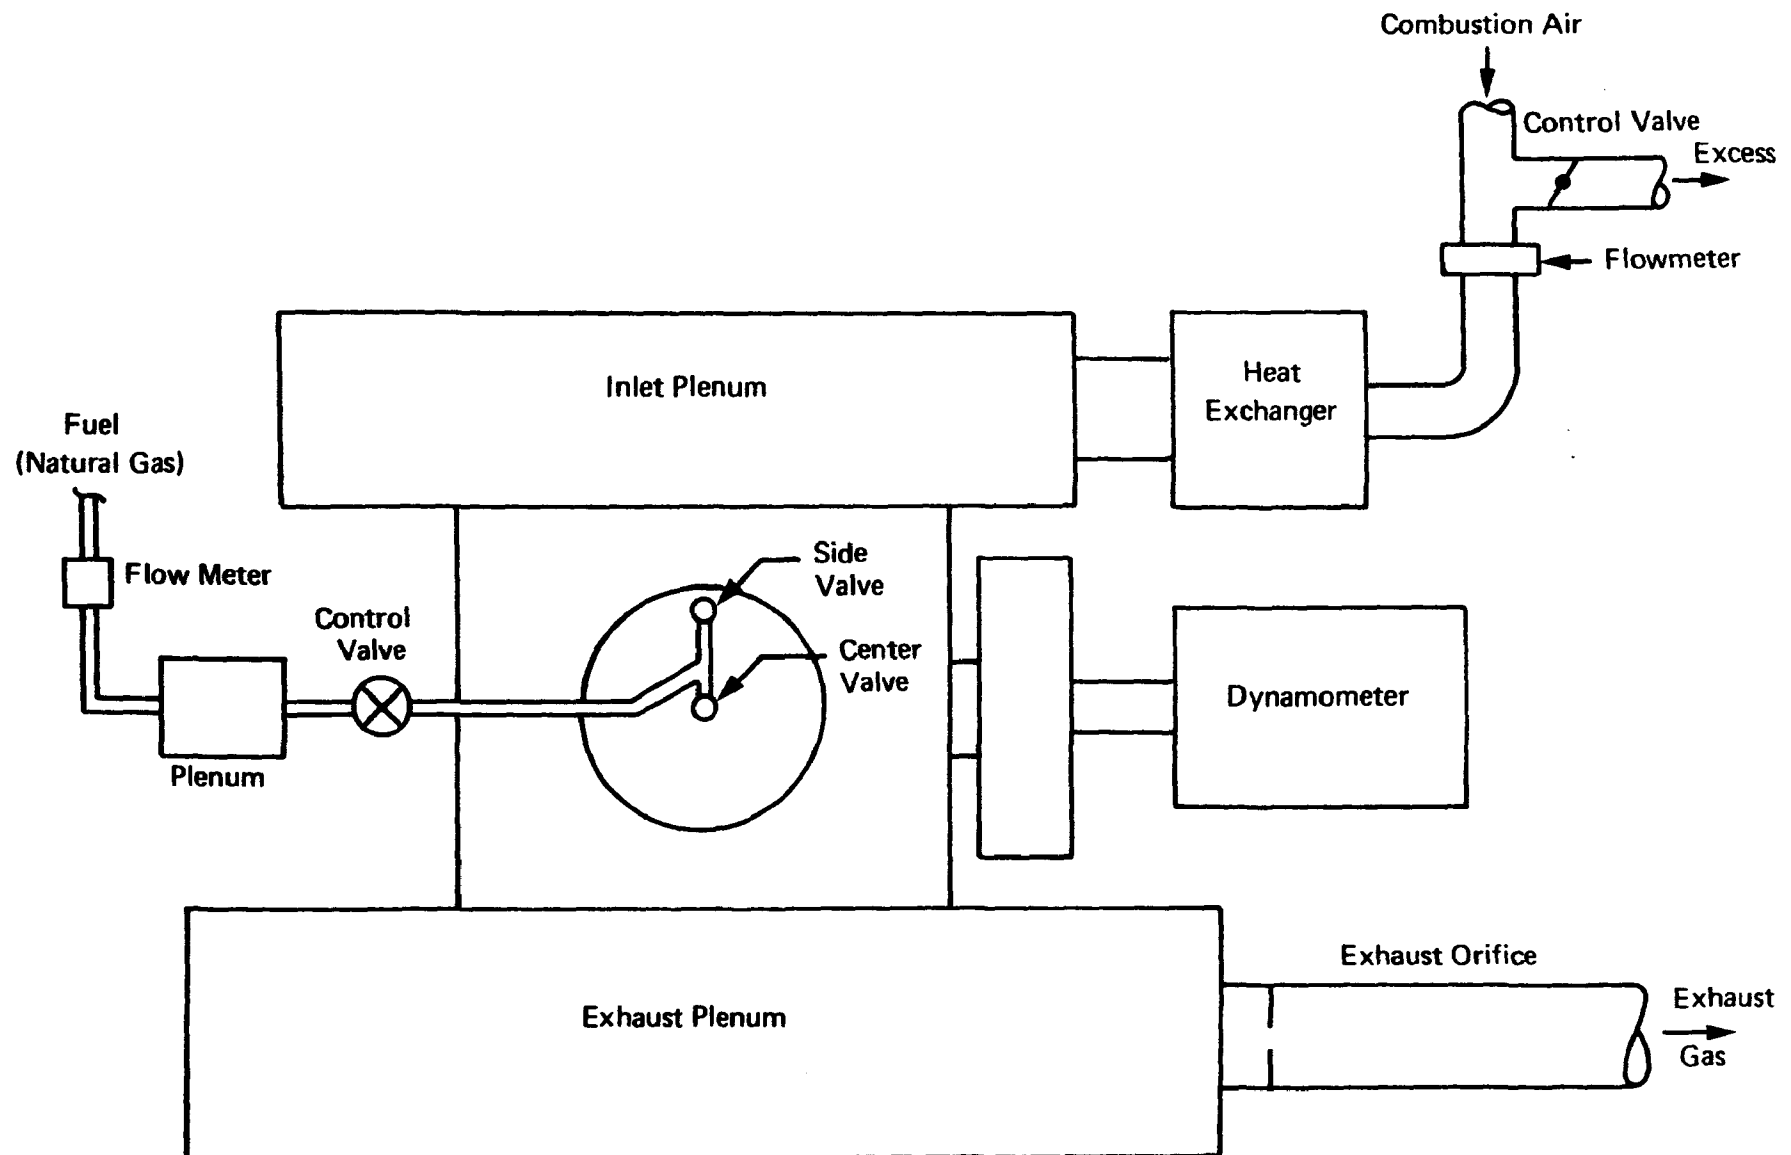 Combustion Air
Control Valve
Excess
Flowmeter
Inlet Plenum
Heat
Exchanger
Fuel
(Natural Gas)
Flow Meter
Side
Valve
Control
Valve
Center
Valve
Dynamometer
Plenum
Exhaust Orifice
Exhaust Plenum
Exhaust
Gas